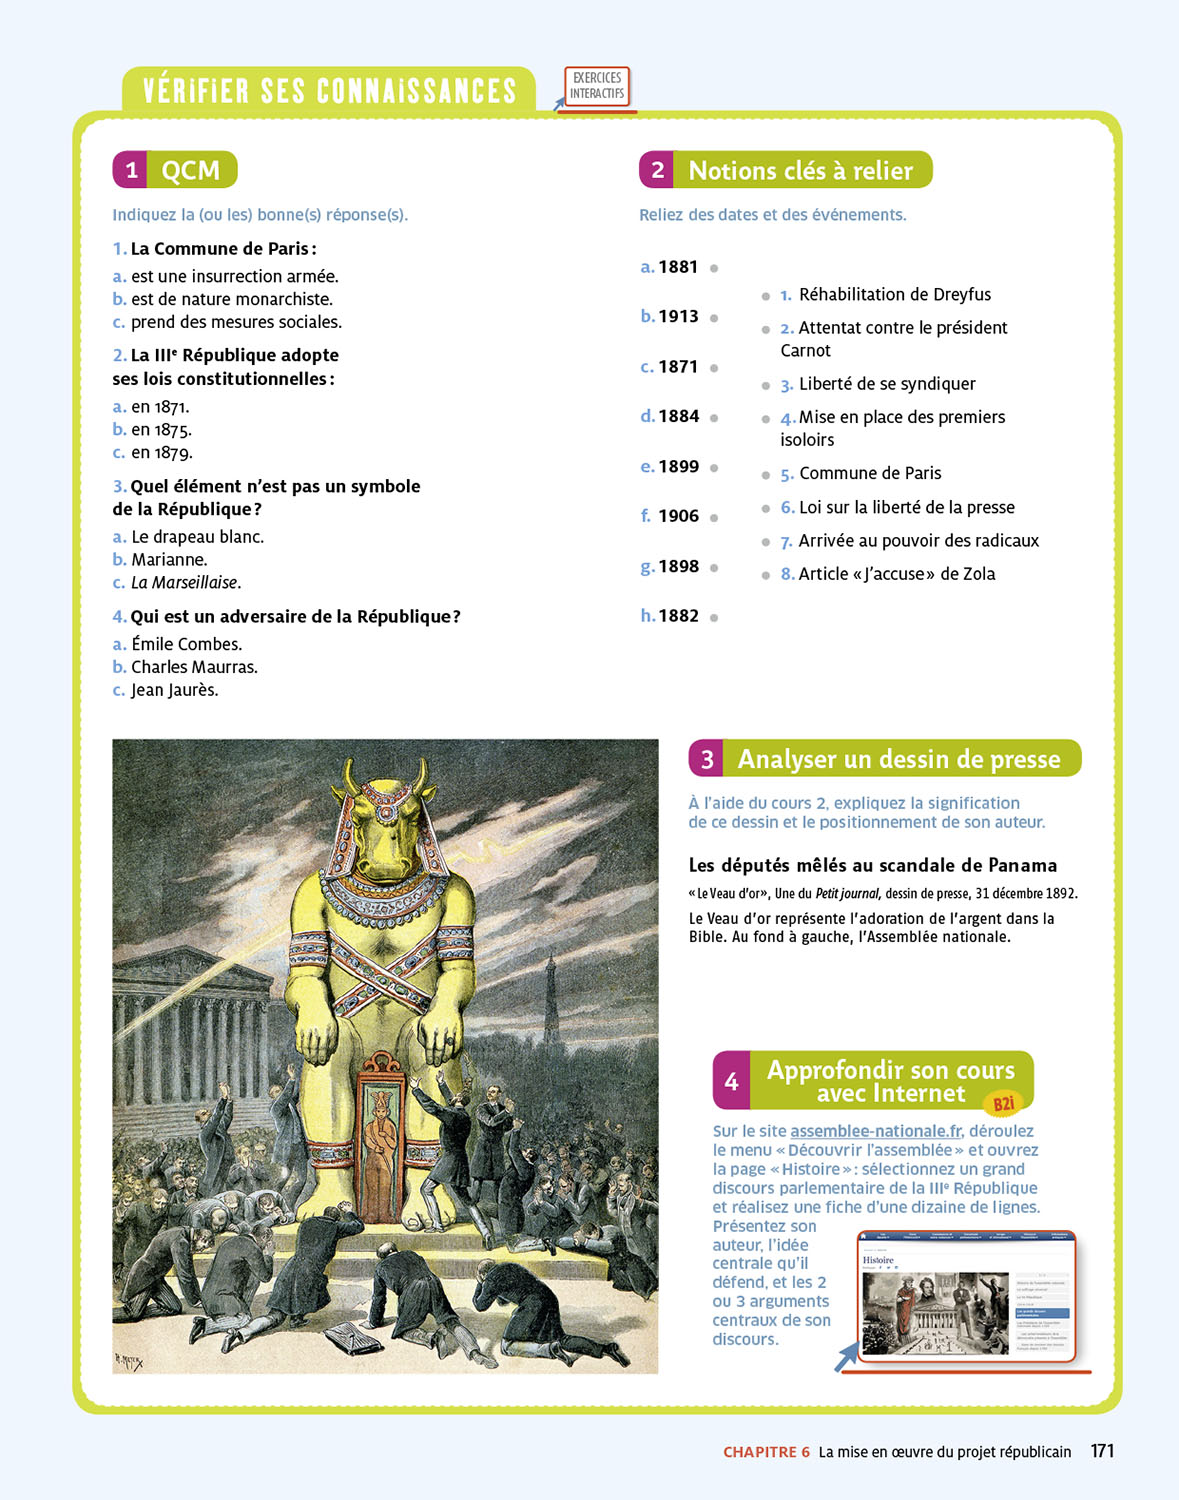 VÉRIFIER SES CONNAISSANCES
EXERCICES
INTERACTIFS
1 QCM
Indiquez la (ou les) bonne(s) réponse(s).
1. La Commune de Paris :
a. est une insurrection armée.
b. est de nature monarchiste.
c. prend des mesures sociales.
2. La IIIe République adopte
ses lois constitutionnelles :
a. en 1871.
b. en 1875.
c. en 1879.
3. Quel élément n'est pas un symbole
de la République ?
a. Le drapeau blanc.
b. Marianne.
c. La Marseillaise.
4. Qui est un adversaire de la République ?
a. Émile Combes.
b. Charles Maurras.
c. Jean Jaurès.
2 Notions clés à relier
Reliez des dates et des événements.
a. 1881
b. 1913
c. 1871
d. 1884
e. 1899
f. 1906
g. 1898
h. 1882
1. Réhabilitation de Dreyfus
2. Attentat contre le président
Carnot
3. Liberté de se syndiquer
4. Mise en place des premiers
isoloirs
5. Commune de Paris
6. Loi sur la liberté de la presse
7. Arrivée au pouvoir des radicaux
8. Article « J'accuse » de Zola
H. MEYER
3 Analyser un dessin de presse
À l'aide du cours 2, expliquez la signification
de ce dessin et le positionnement de son auteur.
Les députés mêlés au scandale de Panama
« Le Veau d'or », Une du Petit journal, dessin de presse, 31 décembre 1892.
Le Veau d'or représente l'adoration de l'argent dans la
Bible. Au fond à gauche, l'Assemblée nationale.
4 Approfondir son cours
avec Internet
B2i
Sur le site assemblee-nationale.fr, déroulez
le menu « Découvrir l'assemblée » et ouvrez
la page « Histoire » : sélectionnez un grand
discours parlementaire de la IIIe République
et réalisez une fiche d'une dizaine de lignes.
Présentez son
auteur, l'idée
centrale qu'il
défend, et les 2
ou 3 arguments
centraux de son
discours.
Histoire
CHAPITRE 6 La mise en œuvre du projet républicain 171